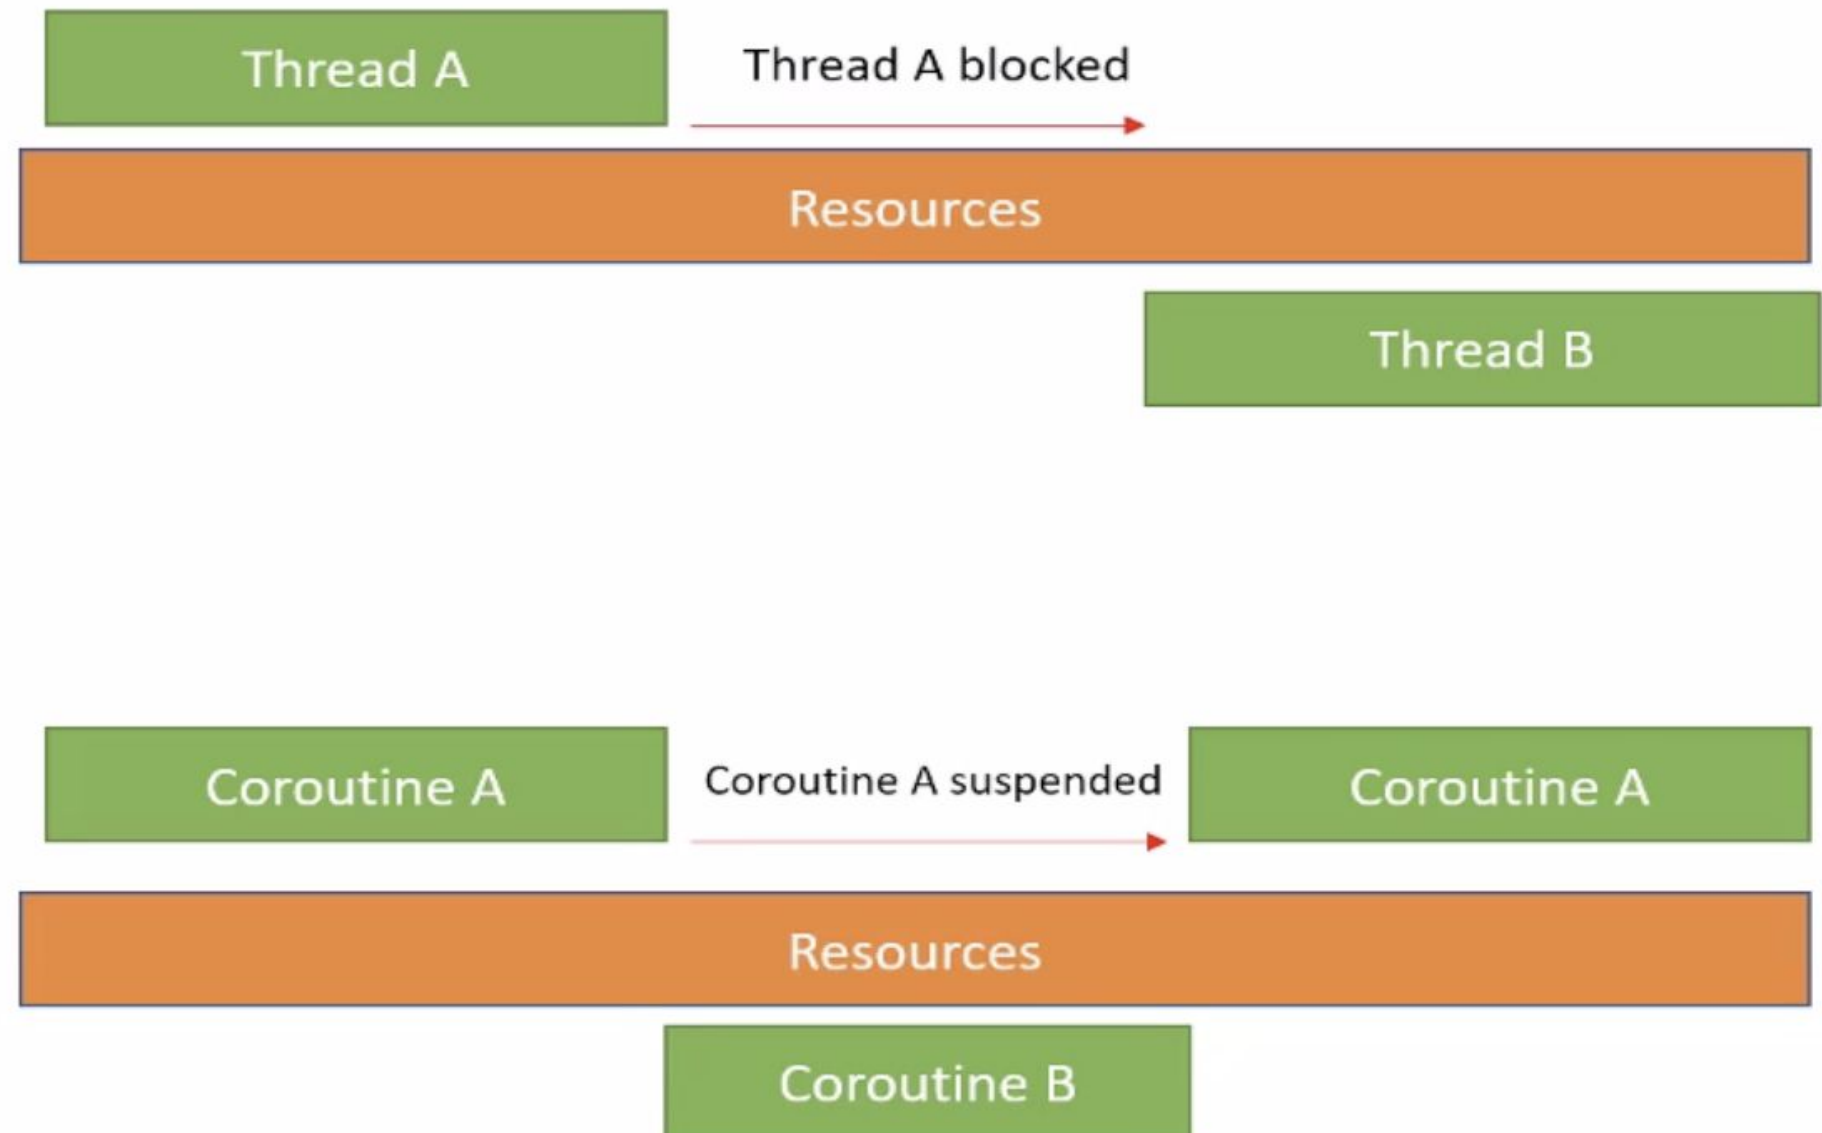 Thread A
Thread A blocked
Resources
Thread B
Coroutine A
Coroutine A suspended
Coroutine A
Resources
Coroutine B